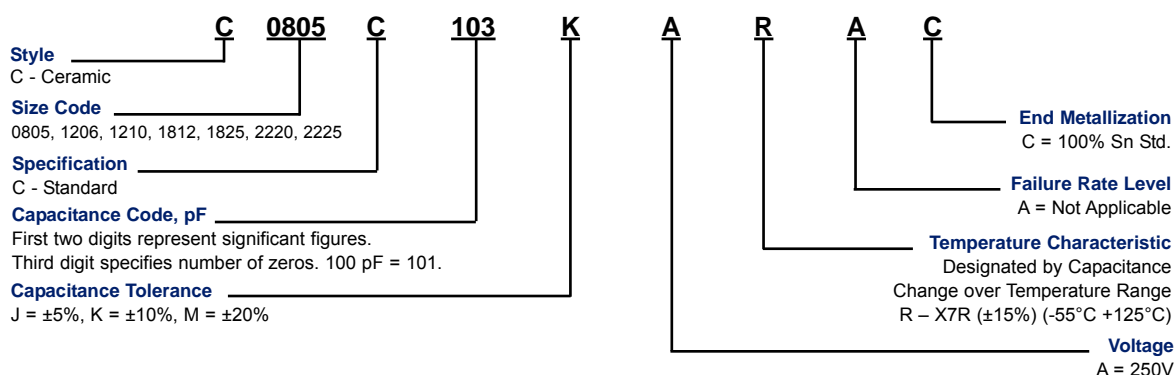 C 0805 C 103 K A R A C
Style
C - Ceramic
Size Code
0805, 1206, 1210, 1812, 1825, 2220, 2225
Specification
C - Standard
Capacitance Code, pF
First two digits represent significant figures.
Third digit specifies number of zeros. 100 pF = 101.
Capacitance Tolerance
J = ±5%, K = ±10%, M = ±20%
End Metallization
C = 100% Sn Std.
Failure Rate Level
A = Not Applicable
Temperature Characteristic
Designated by Capacitance
Change over Temperature Range
R – X7R (±15%) (-55°C +125°C)
Voltage
A = 250V